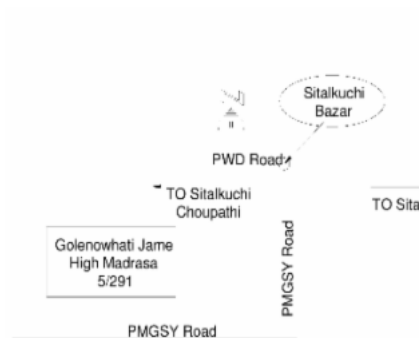 Sitalkuchi
Bazar
PWD Road
TO Sitalkuchi
Choupathi
TO Sita
Golenowhati Jame
High Madrasa
5/291
PMGSY Road
PMGSY Road